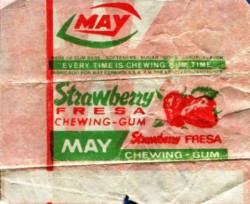 MAY
EVERY TIME IS CHEWING GUM TIME
Strawberry
FRESA
CHEWING-GUM
Strawberry FRESA
MAY
CHEWING-GUM